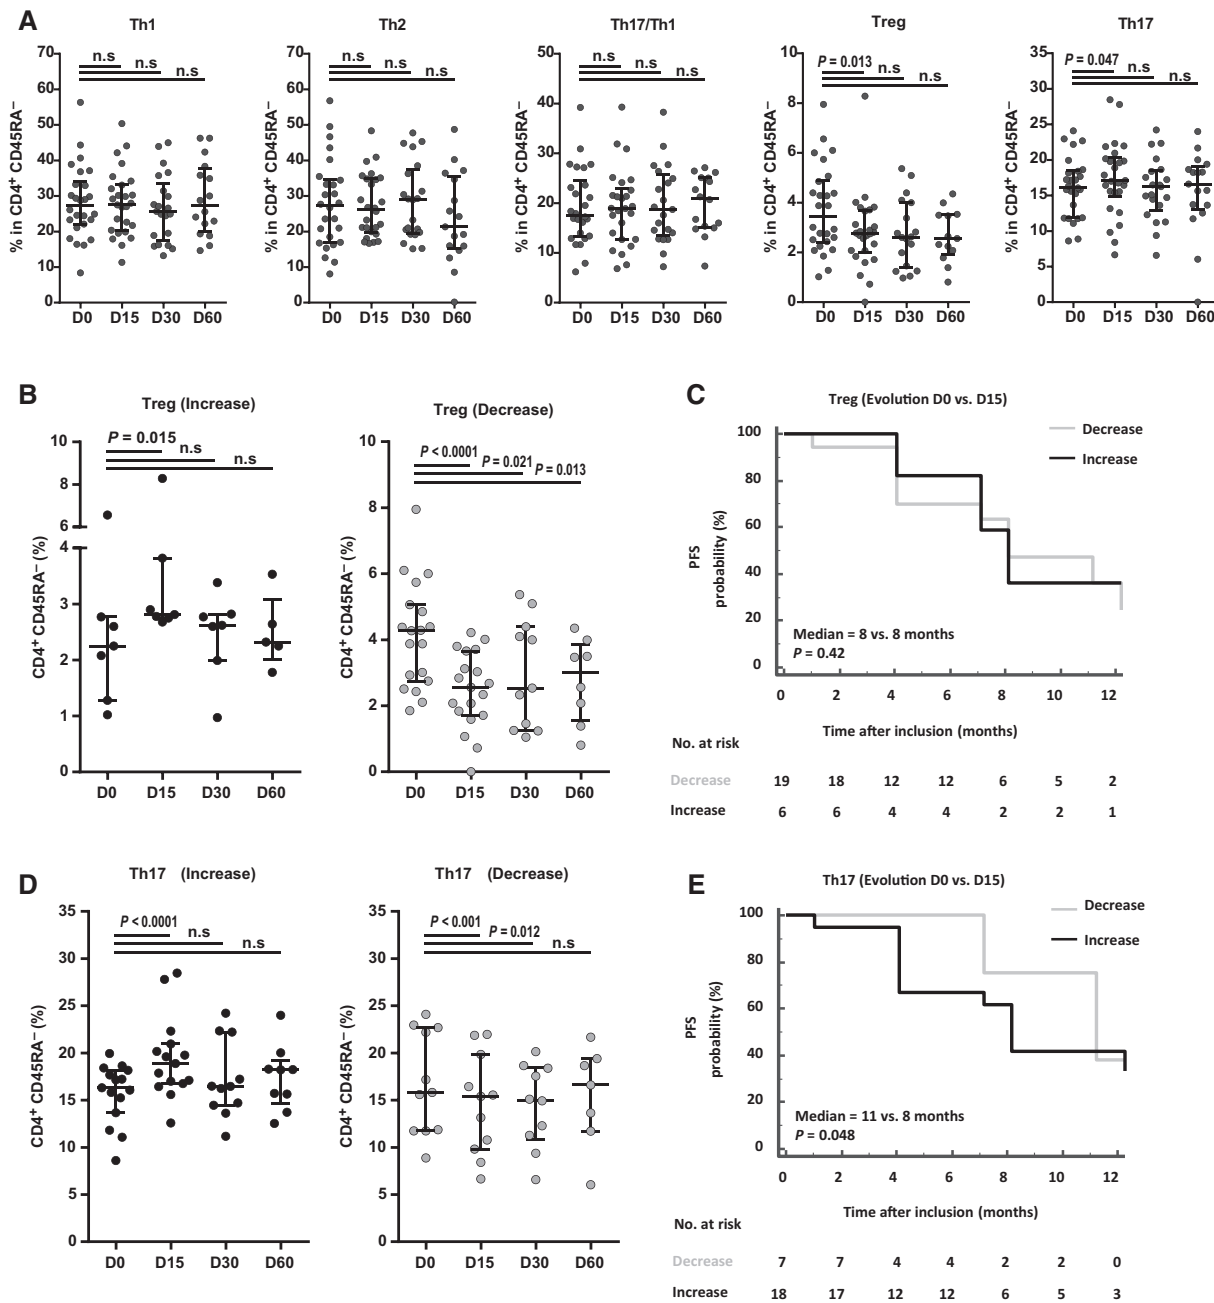 A
Th1
Th2
Th17/Th1
Treg
Th17
% in CD4+ CD45RA−
70
60
50
40
30
20
10
0
n.s
n.s
n.s
D0 D15 D30 D60
% in CD4+ CD45RA−
70
60
50
40
30
20
10
0
n.s
n.s
n.s
D0 D15 D30 D60
% in CD4+ CD45RA−
50
40
30
20
10
0
n.s
n.s
n.s
D0 D15 D30 D60
% in CD4+ CD45RA−
10
8
6
4
2
0
P = 0.013
n.s
n.s
D0 D15 D30 D60
% in CD4+ CD45RA−
35
30
25
20
15
10
5
0
P = 0.047
n.s
n.s
D0 D15 D30 D60
B
Treg (Increase)
CD4+ CD45RA− (%)
10
8
6
4
3
2
1
0
P = 0.015
n.s
n.s
D0 D15 D30 D60
Treg (Decrease)
CD4+ CD45RA− (%)
10
8
6
4
2
0
P < 0.0001
P = 0.021
P = 0.013
D0 D15 D30 D60
C
Treg (Evolution D0 vs. D15)
Decrease
Increase
PFS
probability (%)
100
80
60
40
20
0
Median = 8 vs. 8 months
P = 0.42
0 2 4 6 8 10 12
Time after inclusion (months)
No. at risk
Decrease 19 18 12 12 6 5 2
Increase 6 6 4 4 2 2 1
D
Th17 (Increase)
CD4+ CD45RA− (%)
35
30
25
20
15
10
5
0
P < 0.0001
n.s
n.s
D0 D15 D30 D60
Th17 (Decrease)
CD4+ CD45RA− (%)
35
30
25
20
15
10
5
0
P < 0.001
P = 0.012
n.s
D0 D15 D30 D60
E
Th17 (Evolution D0 vs. D15)
Decrease
Increase
PFS
probability (%)
100
80
60
40
20
0
Median = 11 vs. 8 months
P = 0.048
0 2 4 6 8 10 12
Time after inclusion (months)
No. at risk
Decrease 7 7 4 4 2 2 0
Increase 18 17 12 12 6 5 3